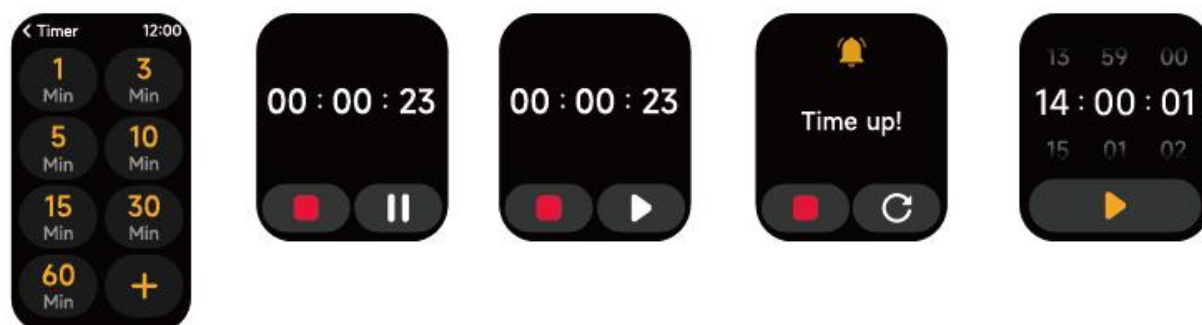 < Timer 12:00
1 3
Min Min
5 10
Min Min
15 30
Min Min
60 +
Min
00 : 00 : 23
00 : 00 : 23
Time up!
13 59 00
14 : 00 : 01
15 01 02